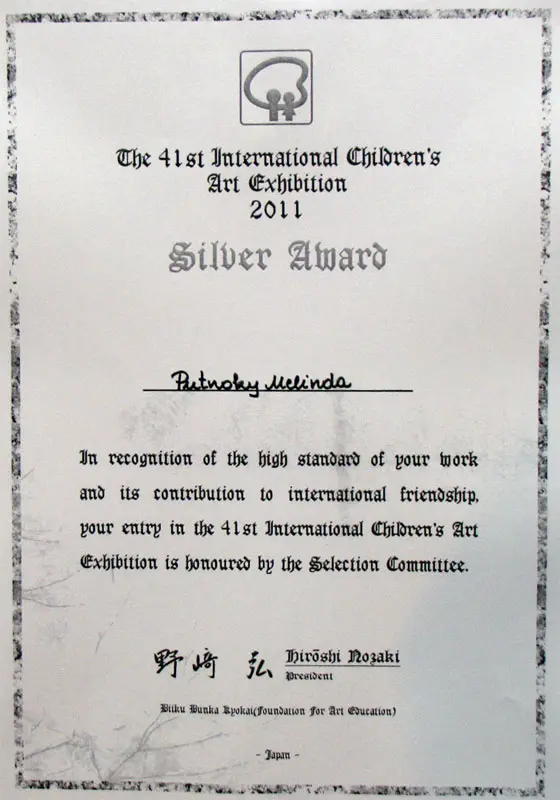 The 41st International Children's
Art Exhibition
2011
Silver Award
Putnoky Melinda
In recognition of the high standard of your work
and its contribution to international friendship,
your entry in the 41st International Children's Art
Exhibition is honoured by the Selection Committee.
野﨑 弘 Hirōshi Nozaki
President
Biiku Bunka Kyokai(Foundation For Art Education)
- Japan -